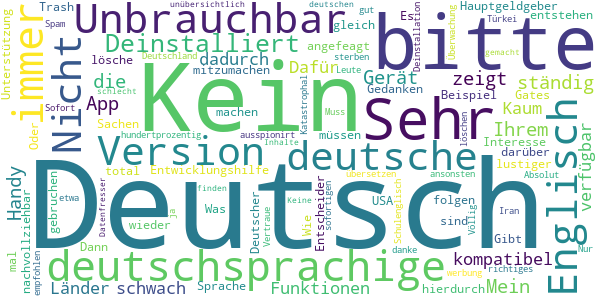 Trash
Spam
Unbrauchbar
unübersichtlich
deutschen
gut
Türkei
Hauptgeldgeber
bitte
Unterstützung
immer
Nicht
Deinstalliert
lösche
die
App
dadurch
mitzumachen
Es
gleich
angefeagt
Deutschland
sterben
Dafür
Leute
Gerät
Gedanken
Überwachung
gemacht
Deinstallation
entstehen
zeigt
ständig
Beispiel
Gates
Kein
Sehr
Kaum
Ihrem
Interesse
löschen
darüber
lustiger
Englisch
verfügbar
Sofort
schlecht
Oder
Sachen
machen
hundertprozentig
ausspioniert
Katastrophal
Muss
müssen
Inhalte
Version
deutsche
total
Entwicklungshilfe
Handy
gebruchen
Datenfresser
Deutsch
finden
Keine
Vertraue
sofortigen
übersetzen
Schulenglisch
ansonsten
Absolut
etwa
nachvollziehbar
mal
empfohlen
deutschsprachige
Was
ja
wieder
Deutscher
Wie
Entscheider
USA
folgen
sind
Völlig
Gibt
Iran
kompatibel
Dann
Länder
schwach
Sprache
Funktionen
danke
hierdurch
werbung
Mein
richtiges
Nur